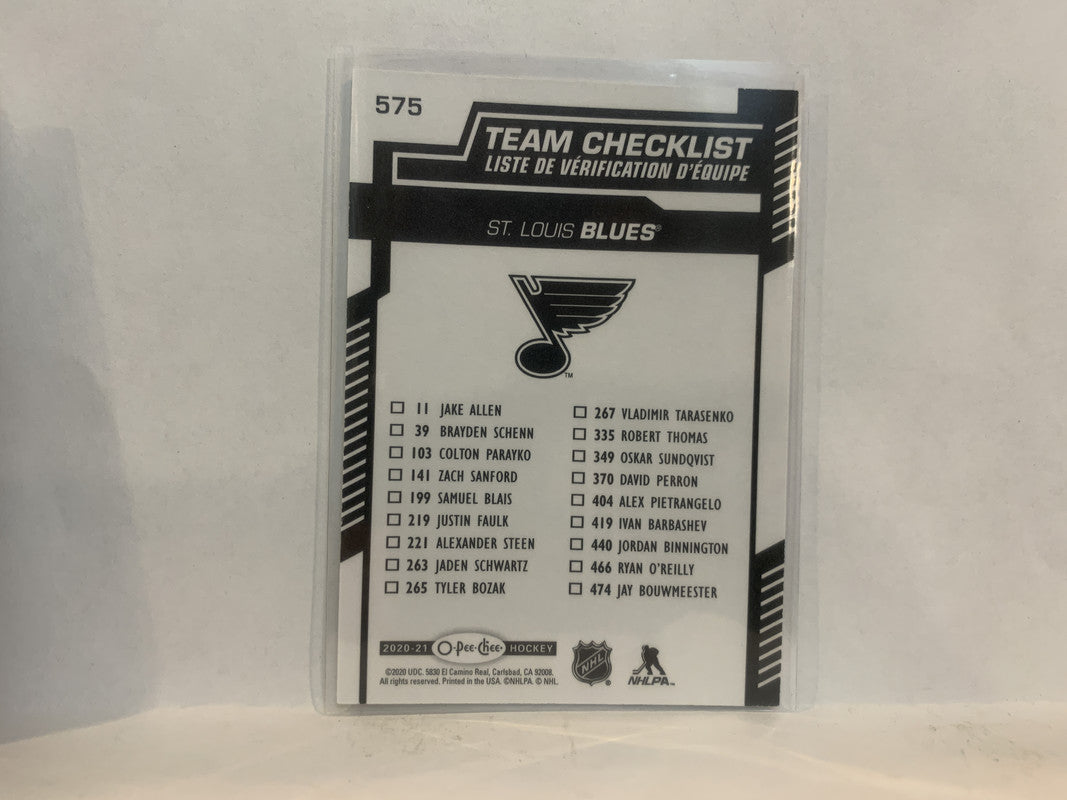 575
TEAM CHECKLIST
LISTE DE VÉRIFICATION D'ÉQUIPE
ST. LOUIS BLUES®
TM
☐ 11 JAKE ALLEN
☐ 39 BRAYDEN SCHENN
☐ 103 COLTON PARAYKO
☐ 141 ZACH SANFORD
☐ 199 SAMUEL BLAIS
☐ 219 JUSTIN FAULK
☐ 221 ALEXANDER STEEN
☐ 263 JADEN SCHWARTZ
☐ 265 TYLER BOZAK
☐ 267 VLADIMIR TARASENKO
☐ 335 ROBERT THOMAS
☐ 349 OSKAR SUNDQVIST
☐ 370 DAVID PERRON
☐ 404 ALEX PIETRANGELO
☐ 419 IVAN BARBASHEV
☐ 440 JORDAN BINNINGTON
☐ 466 RYAN O'REILLY
☐ 474 JAY BOUWMEESTER
2020-21 O-Pee-Chee HOCKEY
©2020 UDC. 5830 El Camino Real, Carlsbad, CA 92008.
All rights reserved. Printed in the USA. ©NHLPA. © NHL.
NHL ®
NHLPA™